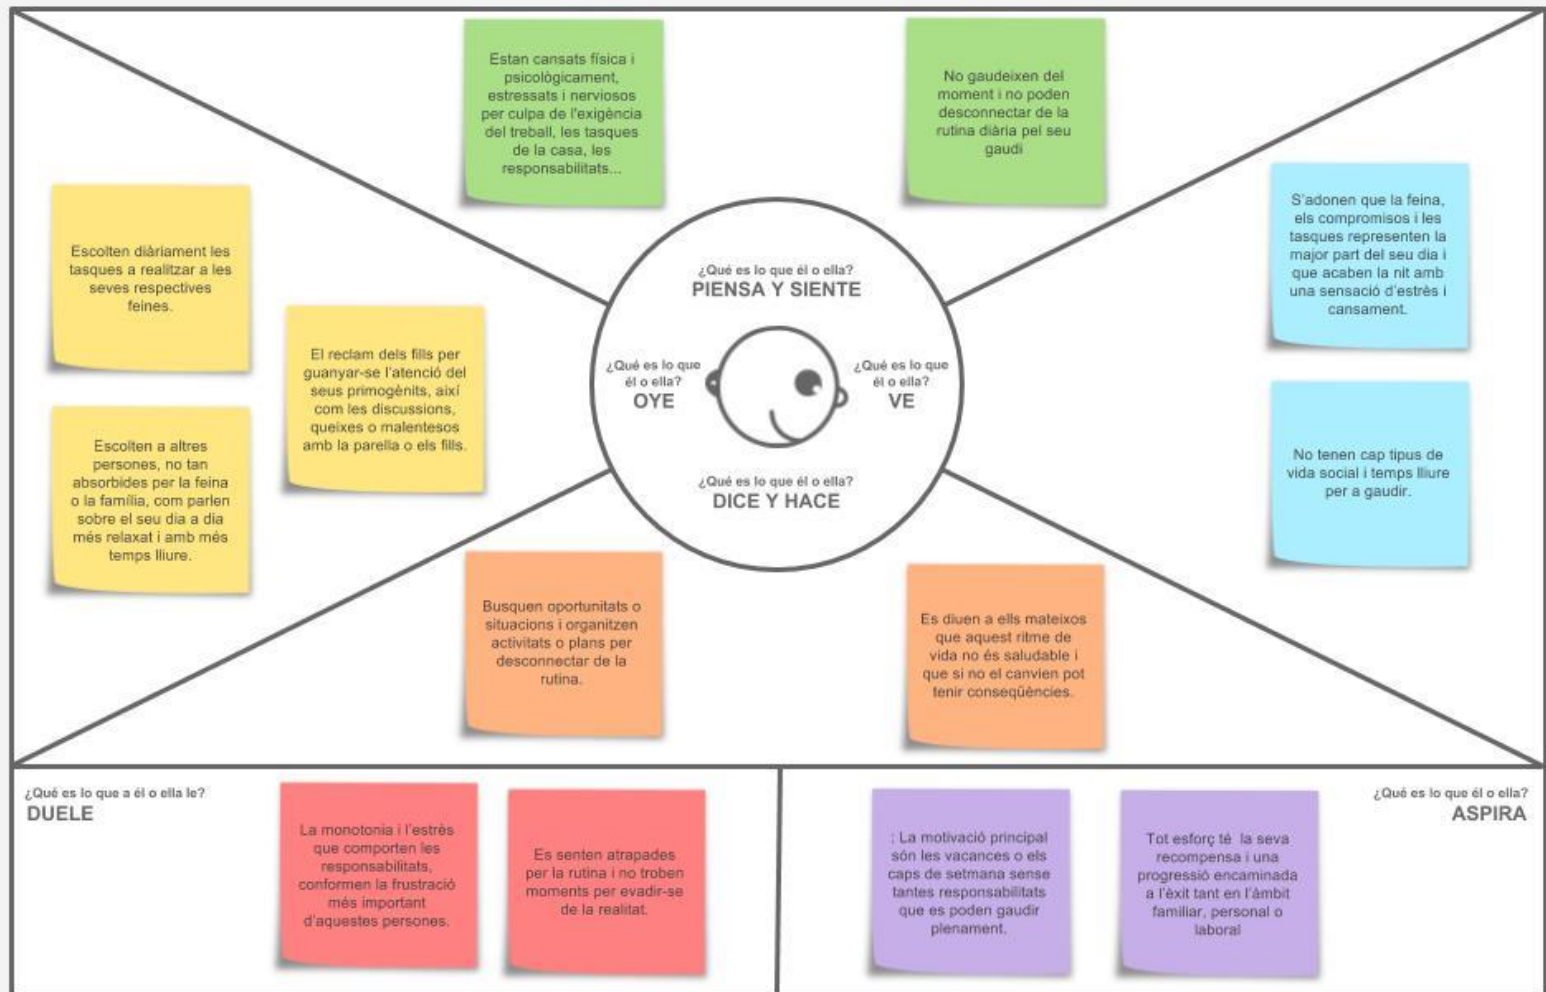 Estan cansats física i
psicològicament,
estressats i nerviosos
per culpa de l'exigència
del treball, les tasques
de la casa, les
responsabilitats...
No gaudeixen del
moment i no poden
desconnectar de la
rutina diària pel seu
gaudi
Escolten diàriament les
tasques a realitzar a les
seves respectives
feines.
El reclam dels fills per
guanyar-se l'atenció del
seus primogènits, així
com les discussions,
queixes o malentesos
amb la parella o els fills.
Escolten a altres
persones, no tan
absorbides per la feina
o la família, com parlen
sobre el seu dia a dia
més relaxat i amb més
temps lliure.
¿Qué es lo que él o ella?
PIENSA Y SIENTE
¿Qué es lo que
él o ella?
OYE
¿Qué es lo que
él o ella?
VE
¿Qué es lo que él o ella?
DICE Y HACE
S'adonen que la feina,
els compromisos i les
tasques representen la
major part del seu dia i
que acaben la nit amb
una sensació d'estrès i
cansament.
No tenen cap tipus de
vida social i temps lliure
per a gaudir.
Busquen oportunitats o
situacions i organitzen
activitats o plans per
desconnectar de la
rutina.
Es diuen a ells mateixos
que aquest ritme de
vida no és saludable i
que si no el canvien pot
tenir conseqüències.
¿Qué es lo que a él o ella le?
DUELE
La monotonia i l'estrès
que comporten les
responsabilitats,
conformen la frustració
més important
d'aquestes persones.
Es senten atrapades
per la rutina i no troben
moments per evadir-se
de la realitat.
: La motivació principal
són les vacances o els
caps de setmana sense
tantes responsabilitats
que es poden gaudir
plenament.
Tot esforç té la seva
recompensa i una
progressió encaminada
a l'èxit tant en l'àmbit
familiar, personal o
laboral
¿Qué es lo que él o ella?
ASPIRA